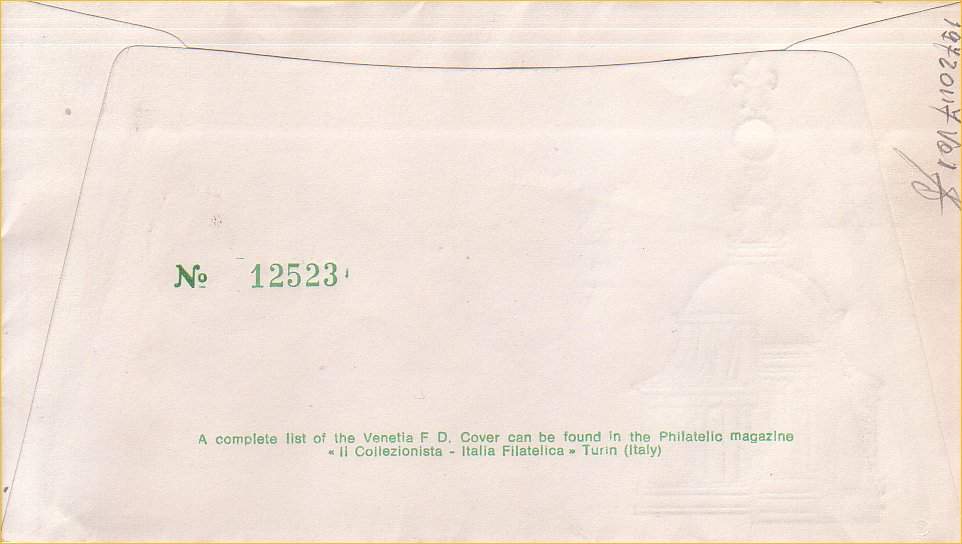 № 12523
A complete list of the Venetia F D. Cover can be found in the Philatelic magazine
« Il Collezionista - Italia Filatelica » Turin (Italy)